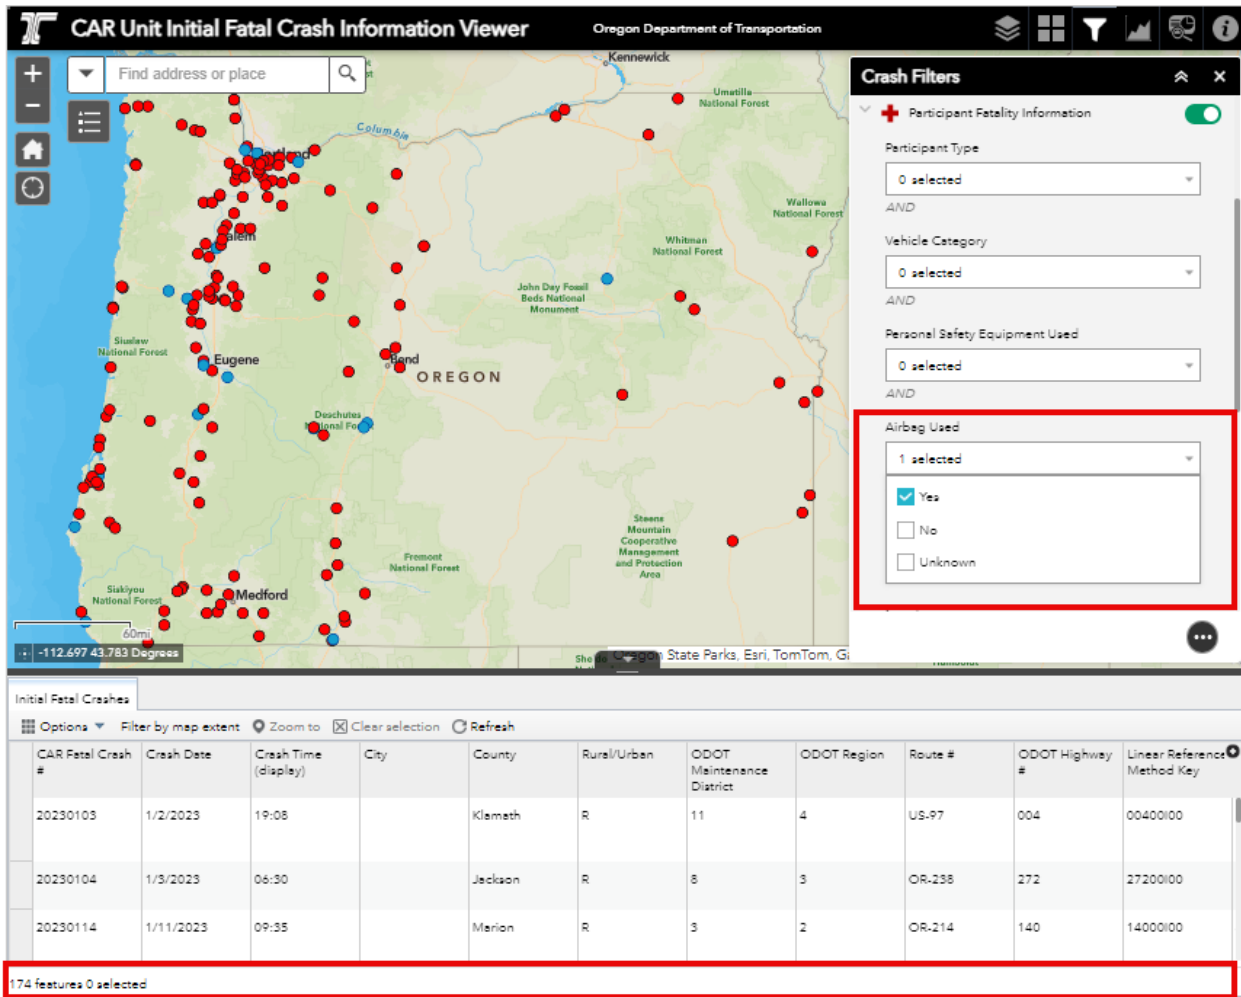 CAR Unit Initial Fatal Crash Information Viewer
Oregon Department of Transportation
+
Find address or place
−
Kennewick
Umatilla
National Forest
Columbia
Salem
Wallowa
National Forest
Whitman
National Forest
John Day Fossil
Beds National
Monument
Siuslaw
National Forest
Eugene
Bend
OREGON
Deschutes
National Fo
Steens
Mountain
Cooperative
Management
and Protection
Area
Fremont
National Forest
Siskiyou
National Forest
Medford
60mi
-112.697 43.783 Degrees
Oregon State Parks, Esri, TomTom, Ga
Crash Filters
Participant Fatality Information
Participant Type
0 selected
AND
Vehicle Category
0 selected
AND
Personal Safety Equipment Used
0 selected
AND
Airbag Used
1 selected
Yes
No
Unknown
Initial Fatal Crashes
Options Filter by map extent Zoom to Clear selection Refresh
CAR Fatal Crash # Crash Date Crash Time (display) City County Rural/Urban ODOT Maintenance District ODOT Region Route # ODOT Highway # Linear Reference Method Key
20230103 1/2/2023 19:08 Klamath R 11 4 US-97 004 00400I00
20230104 1/3/2023 06:30 Jackson R 8 3 OR-238 272 27200I00
20230114 1/11/2023 09:35 Marion R 3 2 OR-214 140 14000I00
174 features 0 selected